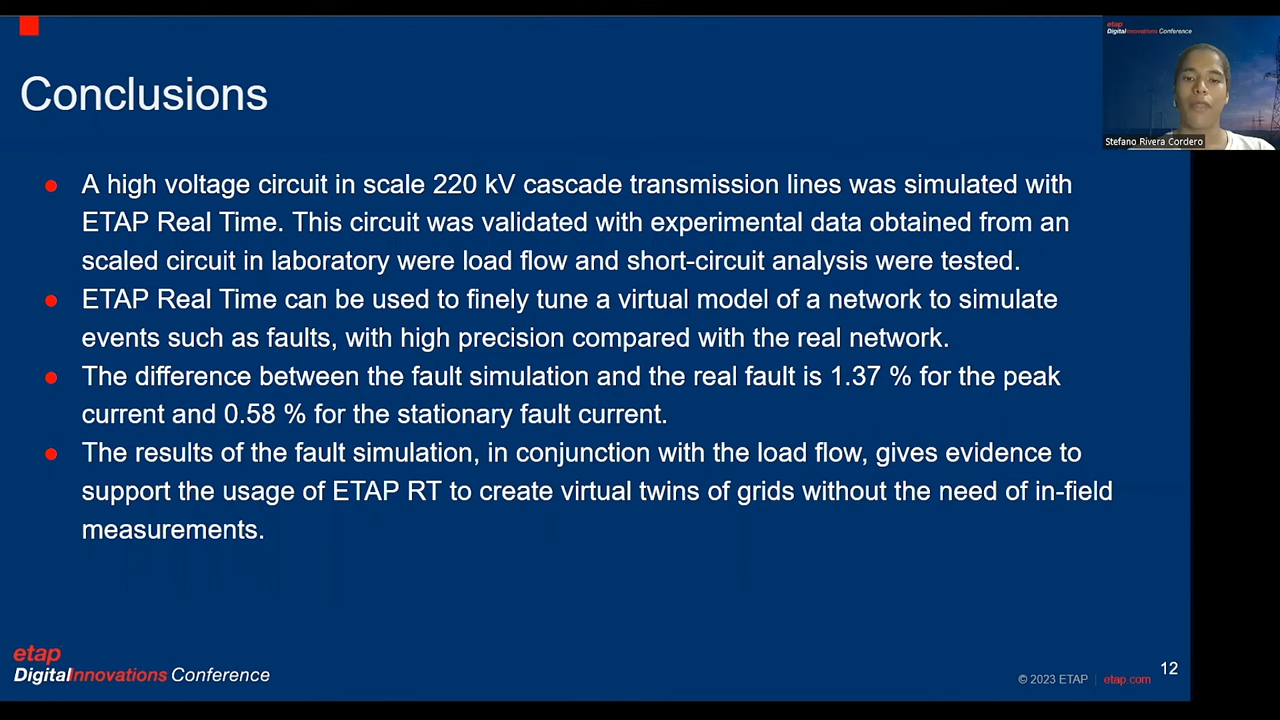 etap
DigitalInnovations Conference
Stefano Rivera Cordero
Conclusions
A high voltage circuit in scale 220 kV cascade transmission lines was simulated with
ETAP Real Time. This circuit was validated with experimental data obtained from an
scaled circuit in laboratory were load flow and short-circuit analysis were tested.
ETAP Real Time can be used to finely tune a virtual model of a network to simulate
events such as faults, with high precision compared with the real network.
The difference between the fault simulation and the real fault is 1.37 % for the peak
current and 0.58 % for the stationary fault current.
The results of the fault simulation, in conjunction with the load flow, gives evidence to
support the usage of ETAP RT to create virtual twins of grids without the need of in-field
measurements.
etap
DigitalInnovations Conference
© 2023 ETAP | etap.com
12